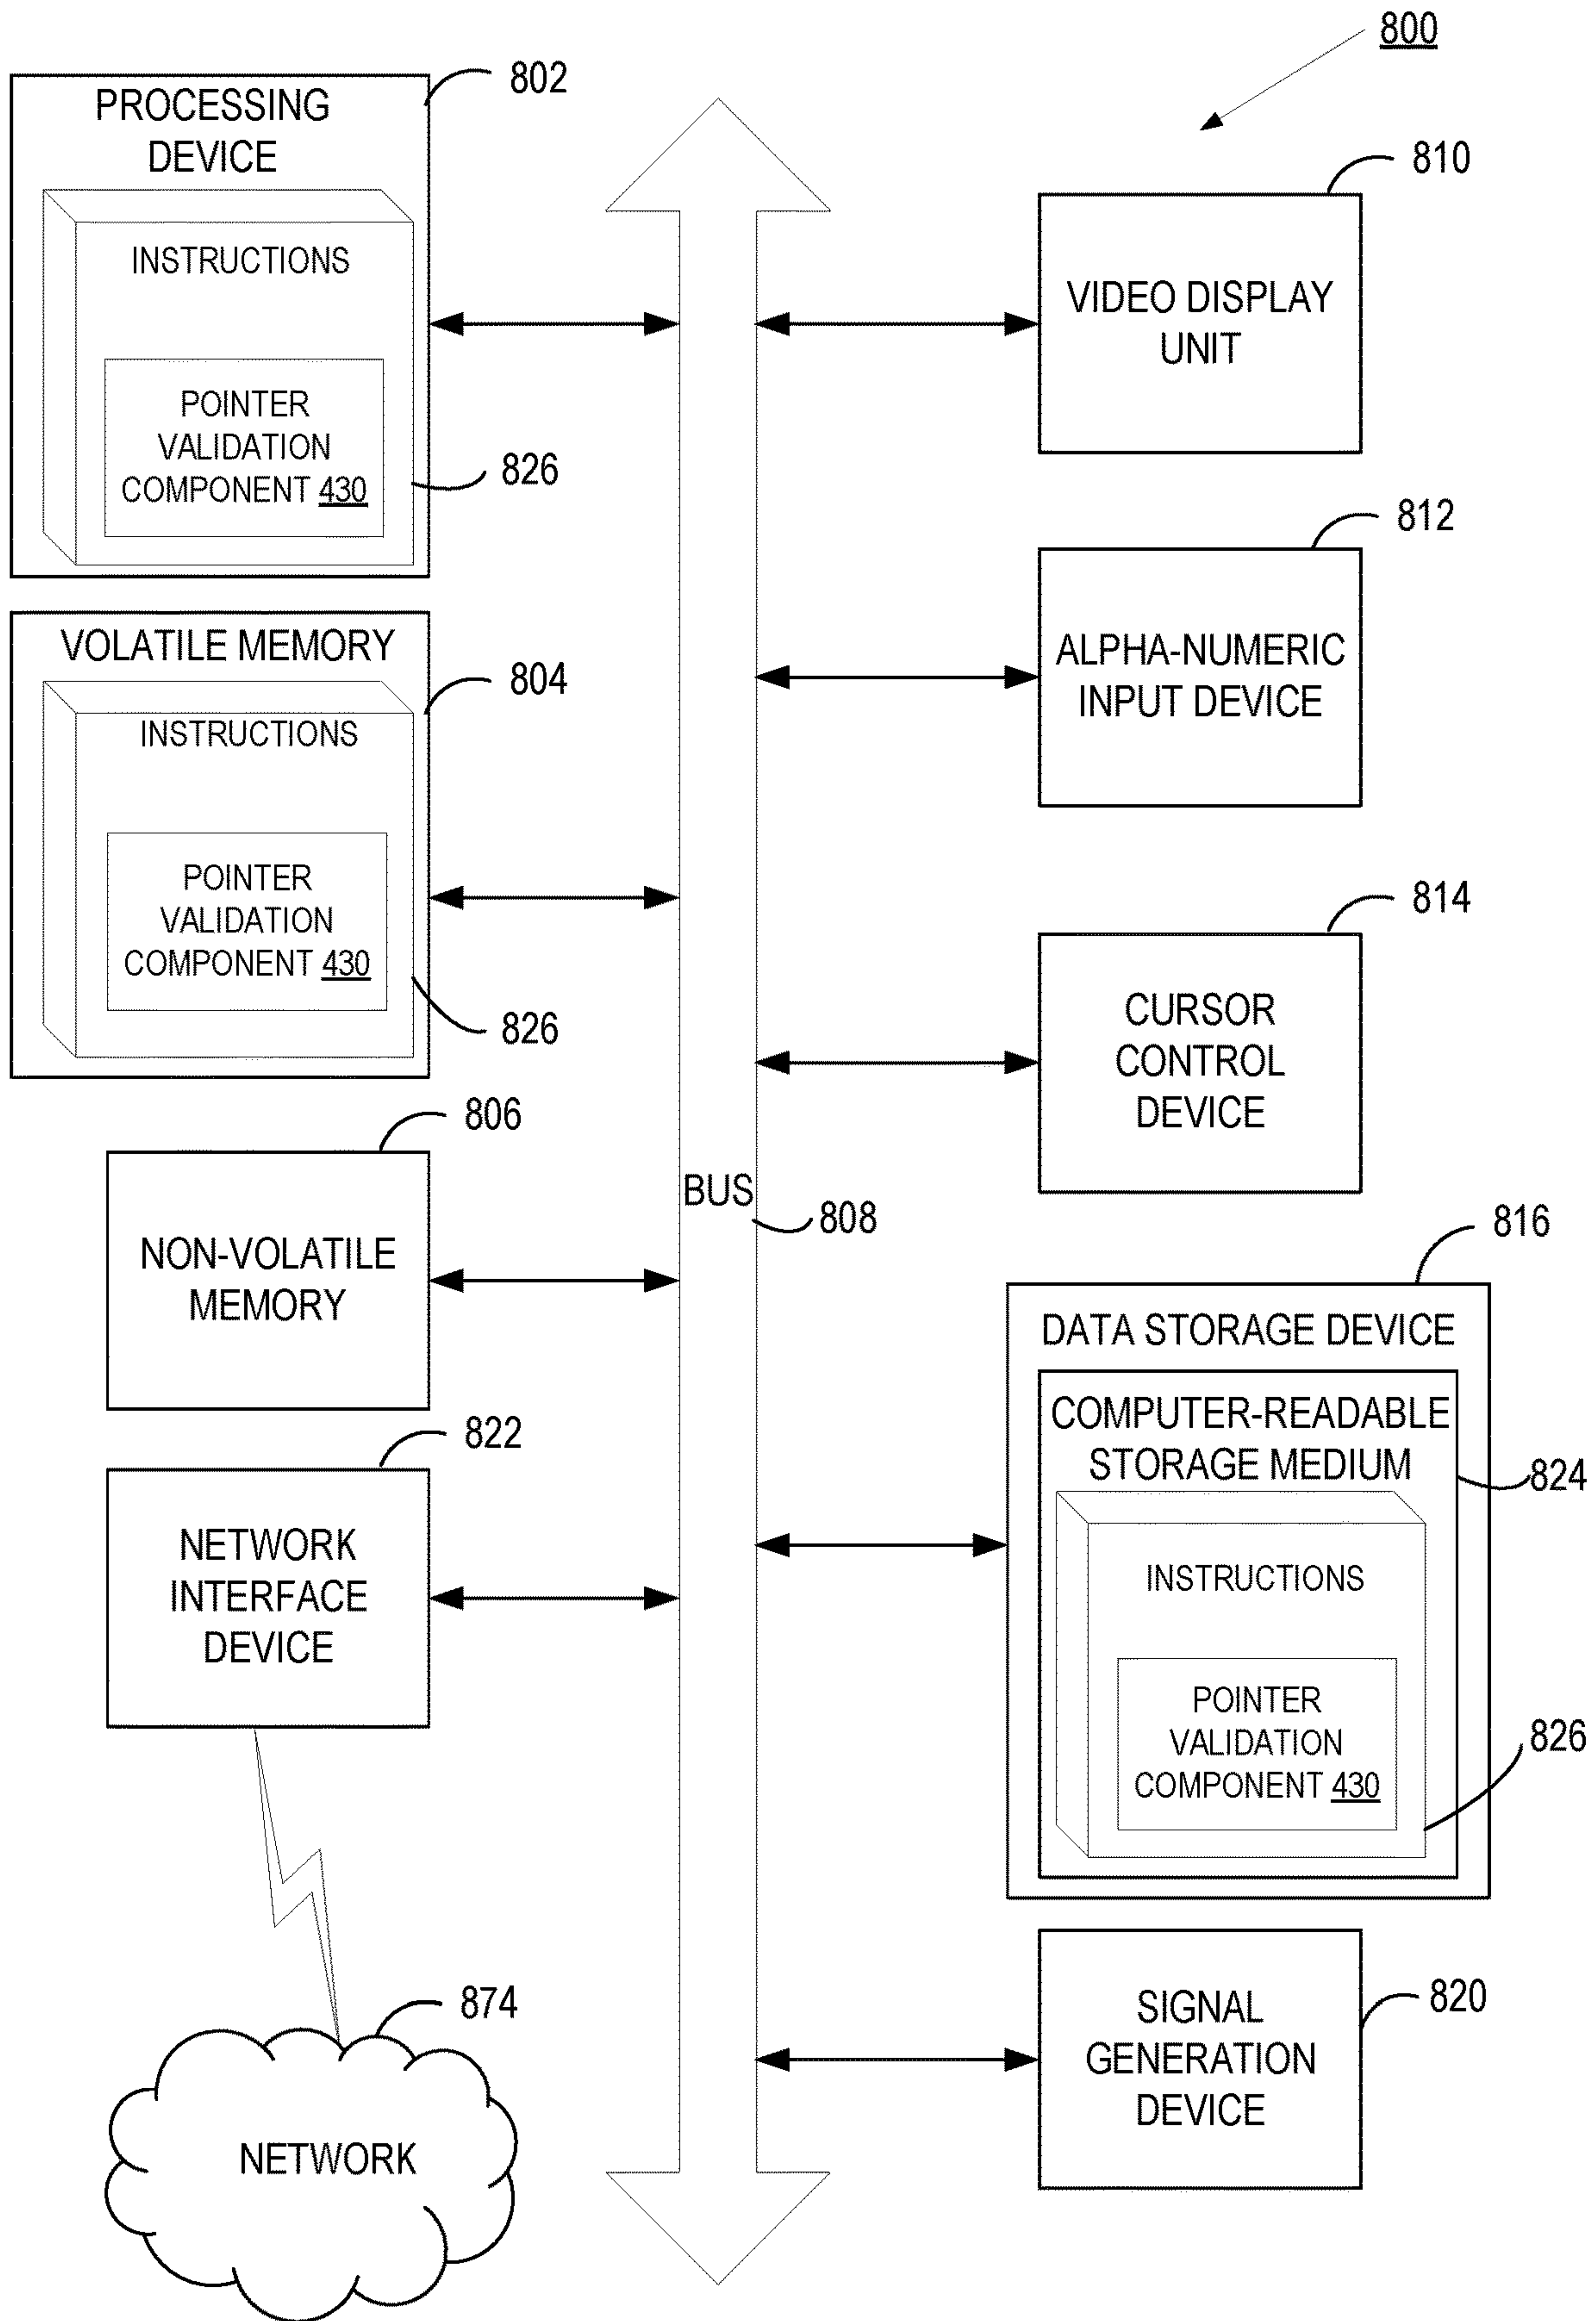 800
802
PROCESSING
DEVICE
INSTRUCTIONS
POINTER
VALIDATION
COMPONENT 430
826
VOLATILE MEMORY
804
INSTRUCTIONS
POINTER
VALIDATION
COMPONENT 430
826
806
NON-VOLATILE
MEMORY
822
NETWORK
INTERFACE
DEVICE
874
NETWORK
BUS
808
810
VIDEO DISPLAY
UNIT
812
ALPHA-NUMERIC
INPUT DEVICE
814
CURSOR
CONTROL
DEVICE
816
DATA STORAGE DEVICE
COMPUTER-READABLE
STORAGE MEDIUM
824
INSTRUCTIONS
POINTER
VALIDATION
COMPONENT 430
826
SIGNAL
GENERATION
DEVICE
820